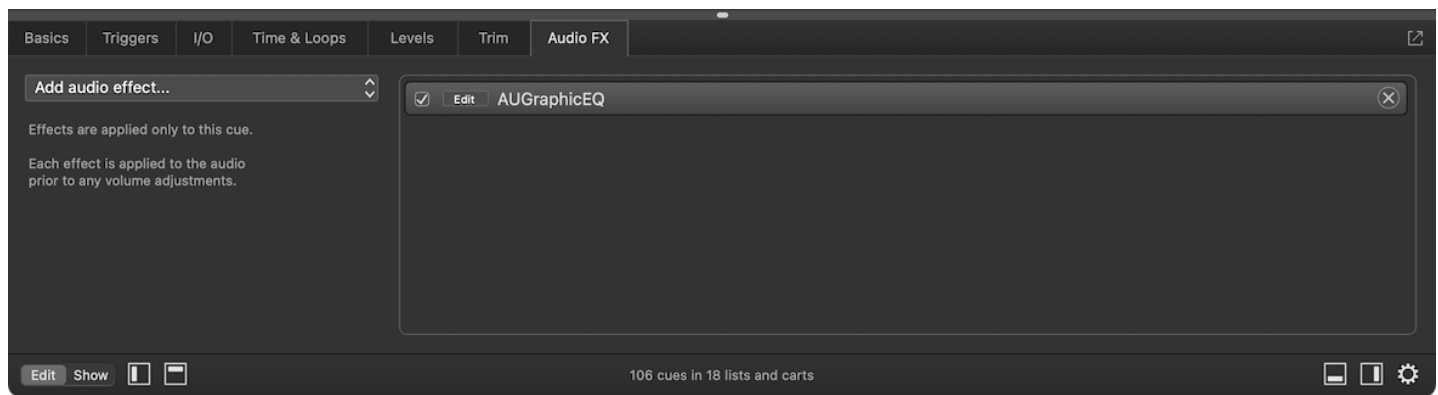 Basics Triggers I/O Time & Loops Levels Trim Audio FX
Add audio effect...
Effects are applied only to this cue.
Each effect is applied to the audio
prior to any volume adjustments.
Edit AUGraphicEQ
Edit Show
106 cues in 18 lists and carts